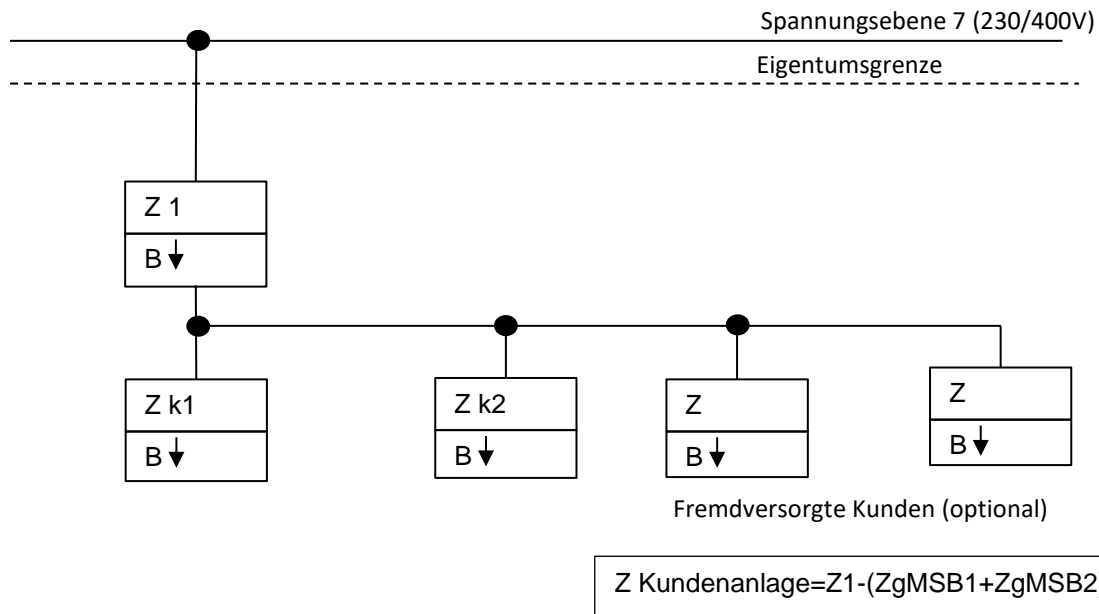 Spannungsebene 7 (230/400V)
Eigentumsgrenze
Z 1
B
Z k1
B
Z k2
B
Z
B
Z
B
Fremdversorgte Kunden (optional)
Z Kundenanlage=Z1-(ZgMSB1+ZgMSB2